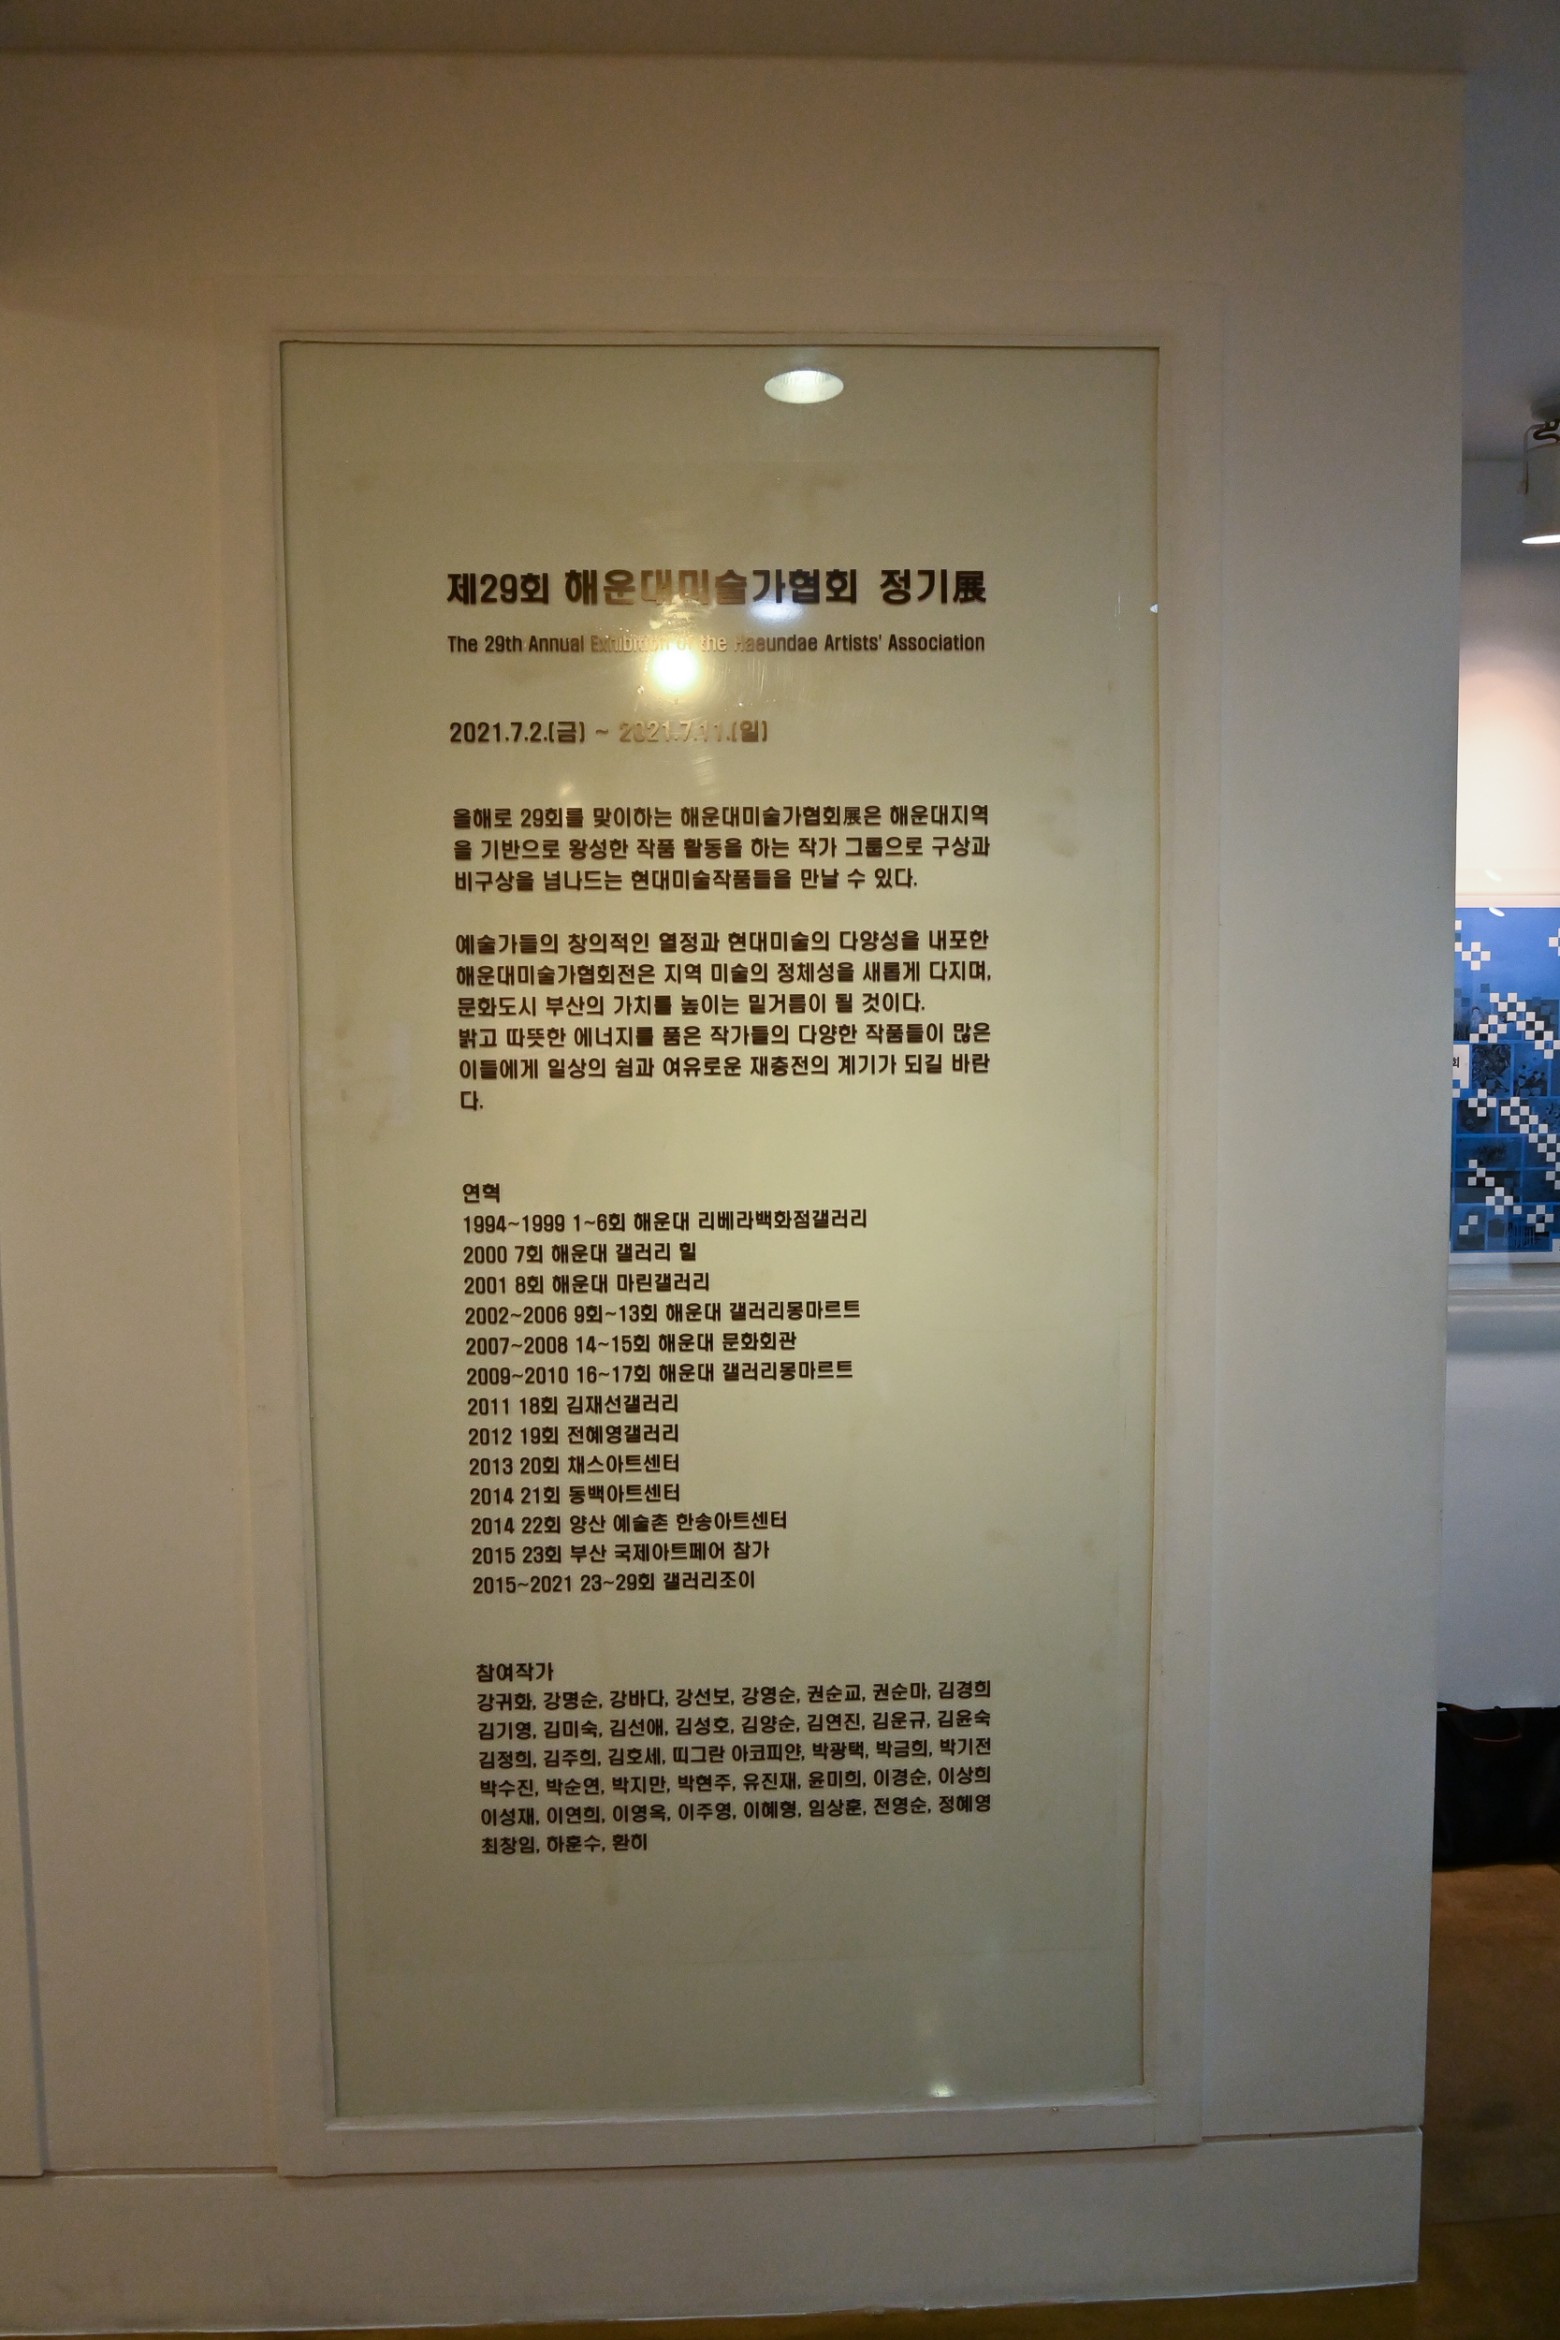 제29회 해운대미술가협회 정기展
The 29th Annual Exhibition of the Haeundae Artists' Association
2021.7.2.(금) ~ 2021.7.11.(일)
올해로 29회를 맞이하는 해운대미술가협회展은 해운대지역
을 기반으로 왕성한 작품 활동을 하는 작가 그룹으로 구상과
비구상을 넘나드는 현대미술작품들을 만날 수 있다.
예술가들의 창의적인 열정과 현대미술의 다양성을 내포한
해운대미술가협회전은 지역 미술의 정체성을 새롭게 다지며,
문화도시 부산의 가치를 높이는 밑거름이 될 것이다.
밝고 따뜻한 에너지를 품은 작가들의 다양한 작품들이 많은
이들에게 일상의 쉼과 여유로운 재충전의 계기가 되길 바란
다.
연혁
1994~1999 1~6회 해운대 리베라백화점갤러리
2000 7회 해운대 갤러리 힐
2001 8회 해운대 마린갤러리
2002~2006 9회~13회 해운대 갤러리몽마르트
2007~2008 14~15회 해운대 문화회관
2009~2010 16~17회 해운대 갤러리몽마르트
2011 18회 김재선갤러리
2012 19회 전혜영갤러리
2013 20회 채스아트센터
2014 21회 동백아트센터
2014 22회 양산 예술촌 한송아트센터
2015 23회 부산 국제아트페어 참가
2015~2021 23~29회 갤러리조이
참여작가
강귀화, 강명순, 강바다, 강선보, 강영순, 권순교, 권순마, 김경희
김기영, 김미숙, 김선애, 김성호, 김양순, 김연진, 김운규, 김윤숙
김정희, 김주희, 김호세, 띠그란 아코피얀, 박광택, 박금희, 박기전
박수진, 박순연, 박지만, 박현주, 유진재, 윤미희, 이경순, 이상희
이성재, 이연희, 이영옥, 이주영, 이혜형, 임상훈, 전영순, 정혜영
최창임, 하훈수, 환히
회